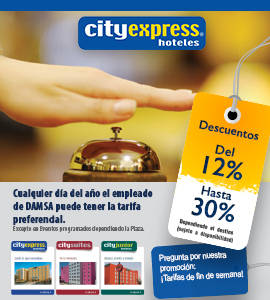 cityexpress®
hoteles
Descuentos
Del
12%
Hasta
30%
Dependiendo el destino
(sujeto a disponibilidad)
Cualquier día del año el empleado
de DAMSA puede tener la tarifa
preferencial.
Excepto en Eventos programados dependiendo la Plaza.
Pregunta por nuestra
promoción:
¡Tarifas de fin de semana!
cityexpress
citysuites
cityjunior